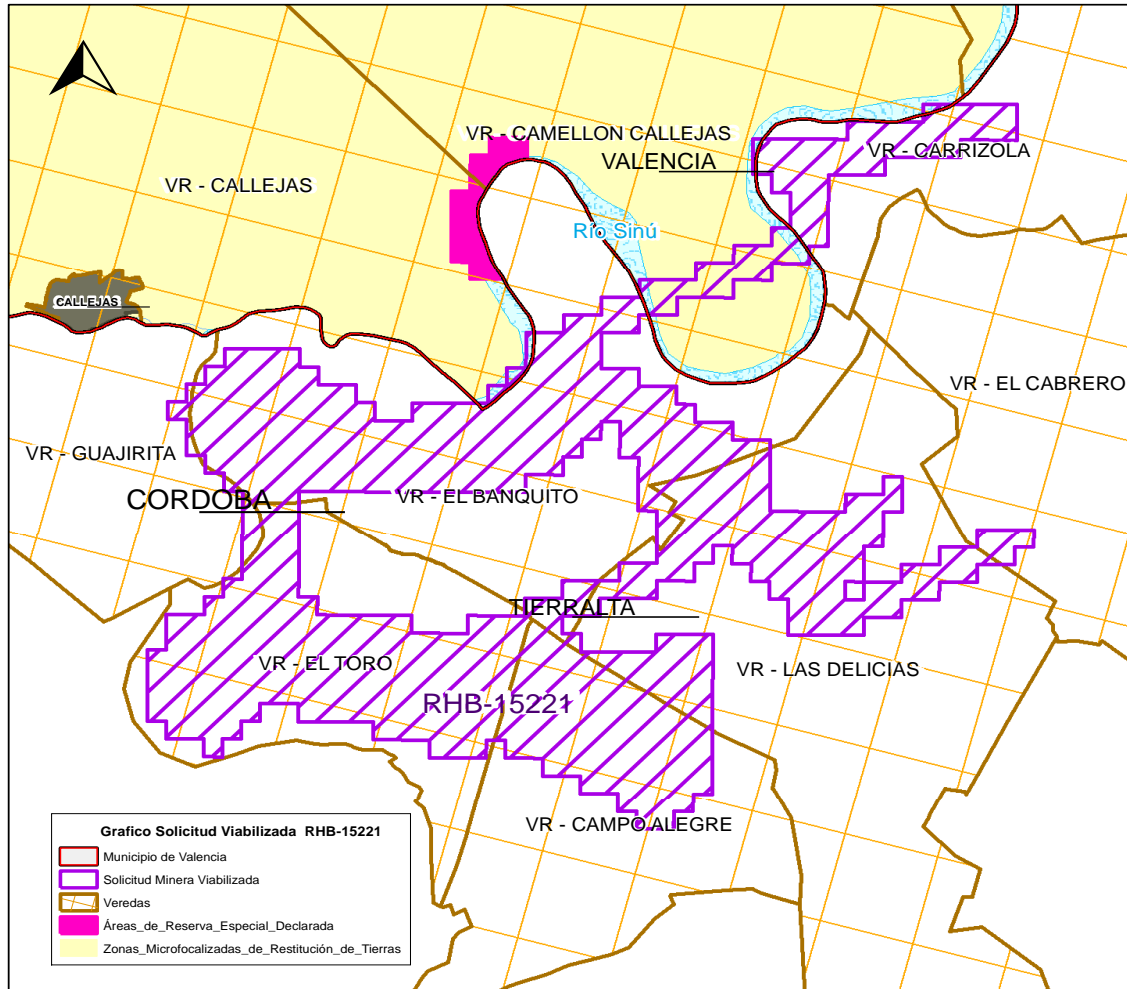 VR - CAMELLON CALLEJAS
VALENCIA
VR - CARRIZOLA
VR - CALLEJAS
Río Sinú
CALLEJAS
VR - EL CABRERO
VR - GUAJIRITA
CORDOBA
VR - EL BANQUITO
TIERRALTA
VR - EL TORO
VR - LAS DELICIAS
RHB-15221
VR - CAMPO ALEGRE
Grafico Solicitud Viabilizada RHB-15221
Municipio de Valencia
Solicitud Minera Viabilizada
Veredas
Áreas_de_Reserva_Especial_Declarada
Zonas_Microfocalizadas_de_Restitución_de_Tierras